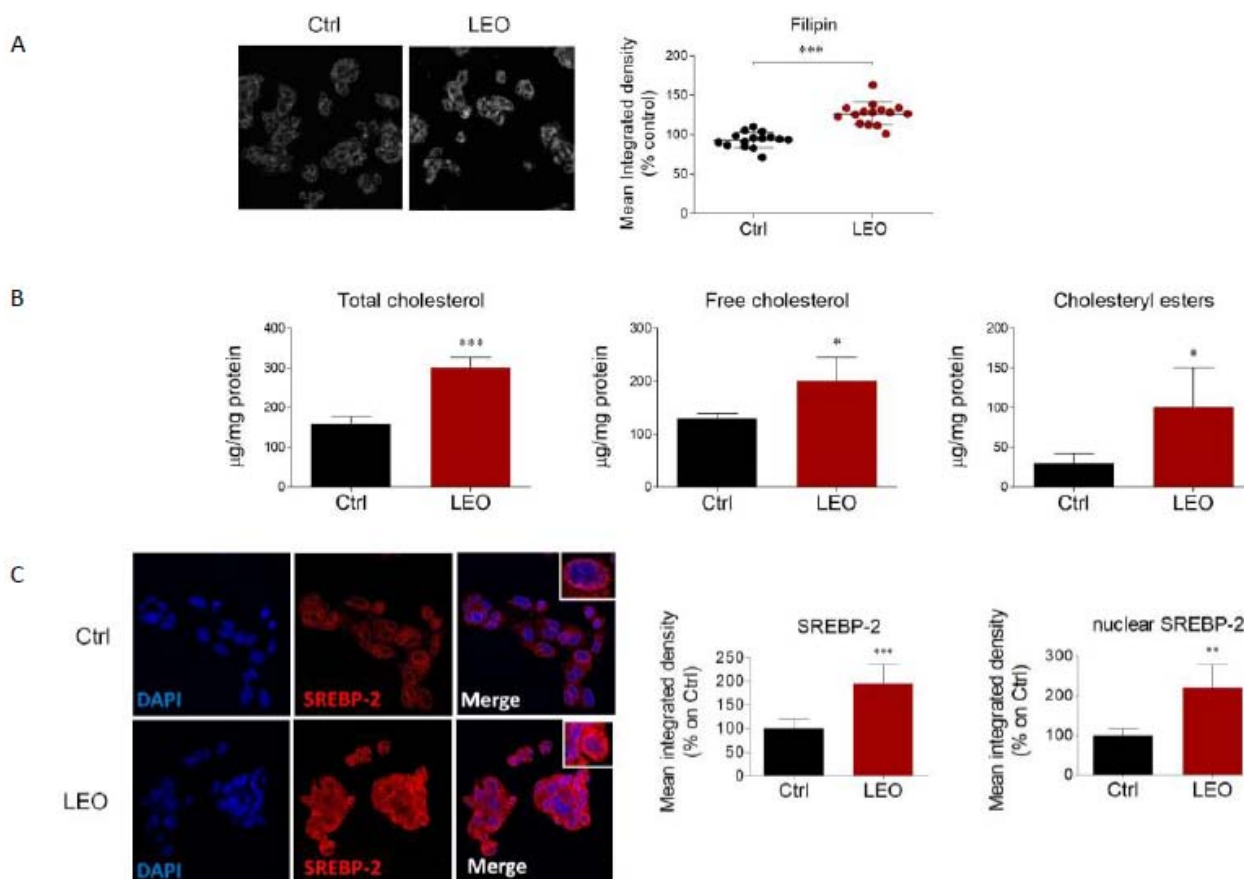 A
Ctrl LEO
Filipin
***
Mean Integrated density
(% control)
200
150
100
50
0
Ctrl LEO
B
Total cholesterol
µg/mg protein
400
300
200
100
0
***
Ctrl LEO
Free cholesterol
µg/mg protein
300
200
100
0
*
Ctrl LEO
Cholesteryl esters
µg/mg protein
200
150
100
50
0
*
Ctrl LEO
C
Ctrl
DAPI SREBP-2 Merge
LEO
DAPI SREBP-2 Merge
SREBP-2
Mean integrated density
(% on Ctrl)
250
200
150
100
50
0
***
Ctrl LEO
nuclear SREBP-2
Mean integrated density
(% on Ctrl)
300
200
100
0
**
Ctrl LEO